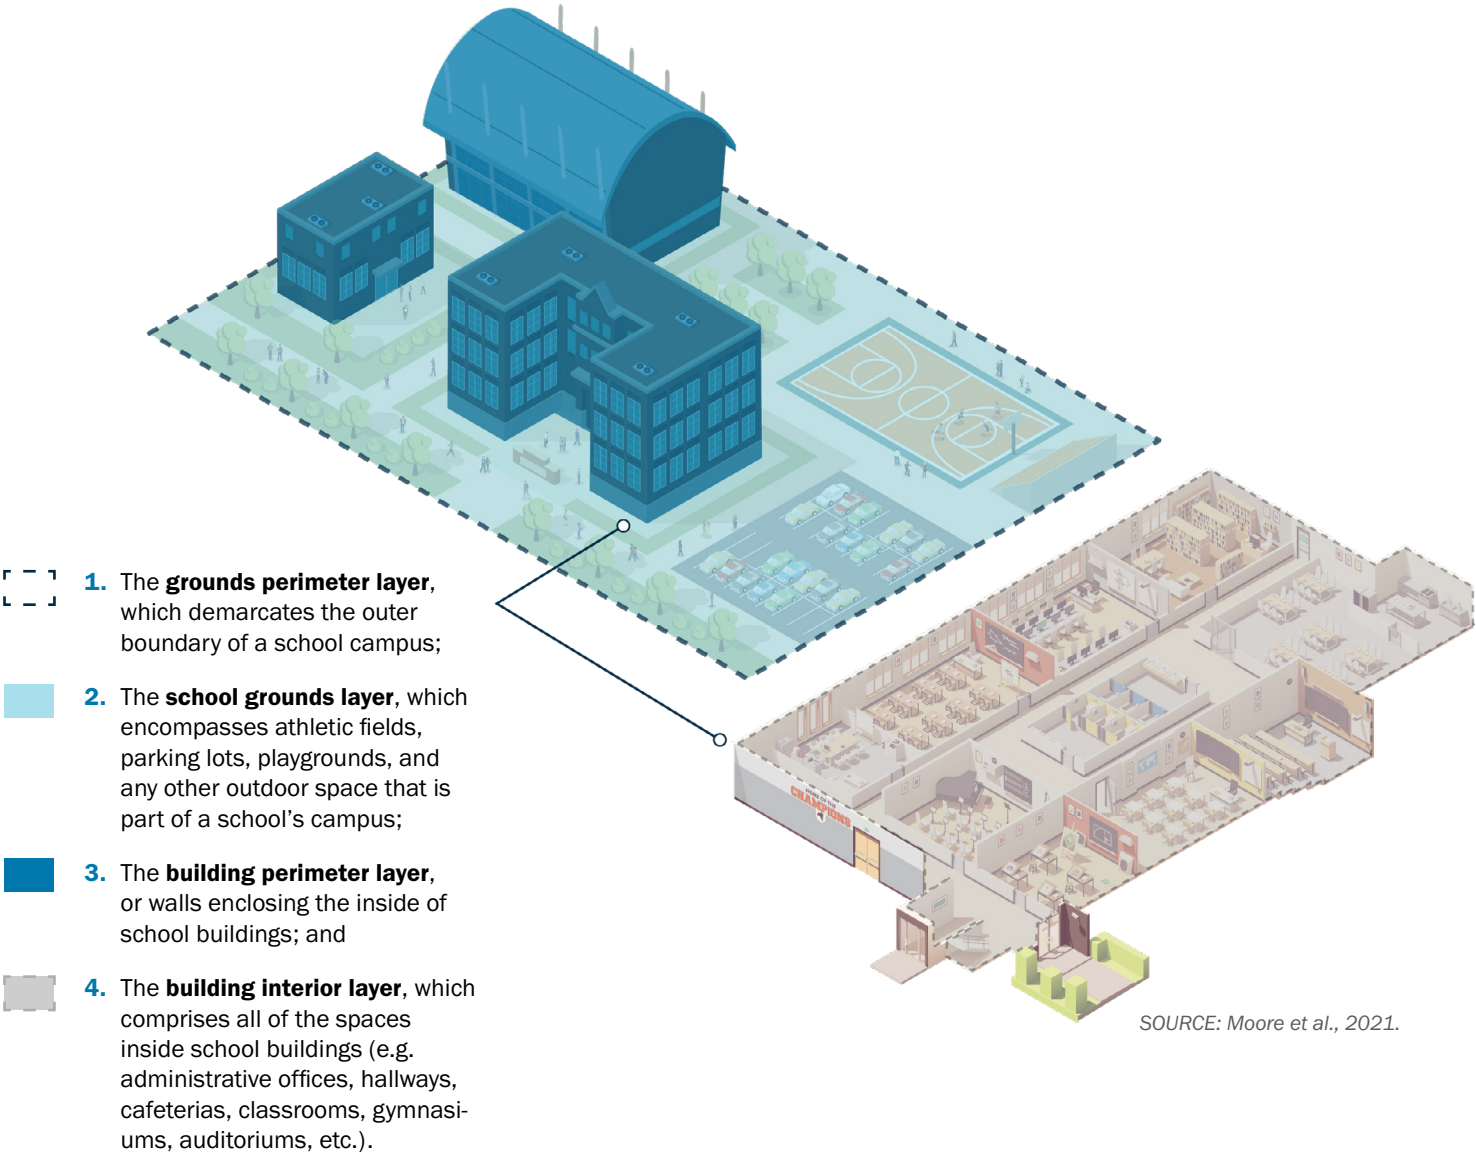 HOME OF THE
CHAMPIONS
1. The grounds perimeter layer,
which demarcates the outer
boundary of a school campus;
2. The school grounds layer, which
encompasses athletic fields,
parking lots, playgrounds, and
any other outdoor space that is
part of a school’s campus;
3. The building perimeter layer,
or walls enclosing the inside of
school buildings; and
4. The building interior layer, which
comprises all of the spaces
inside school buildings (e.g.
administrative offices, hallways,
cafeterias, classrooms, gymnasi-
ums, auditoriums, etc.).
SOURCE: Moore et al., 2021.